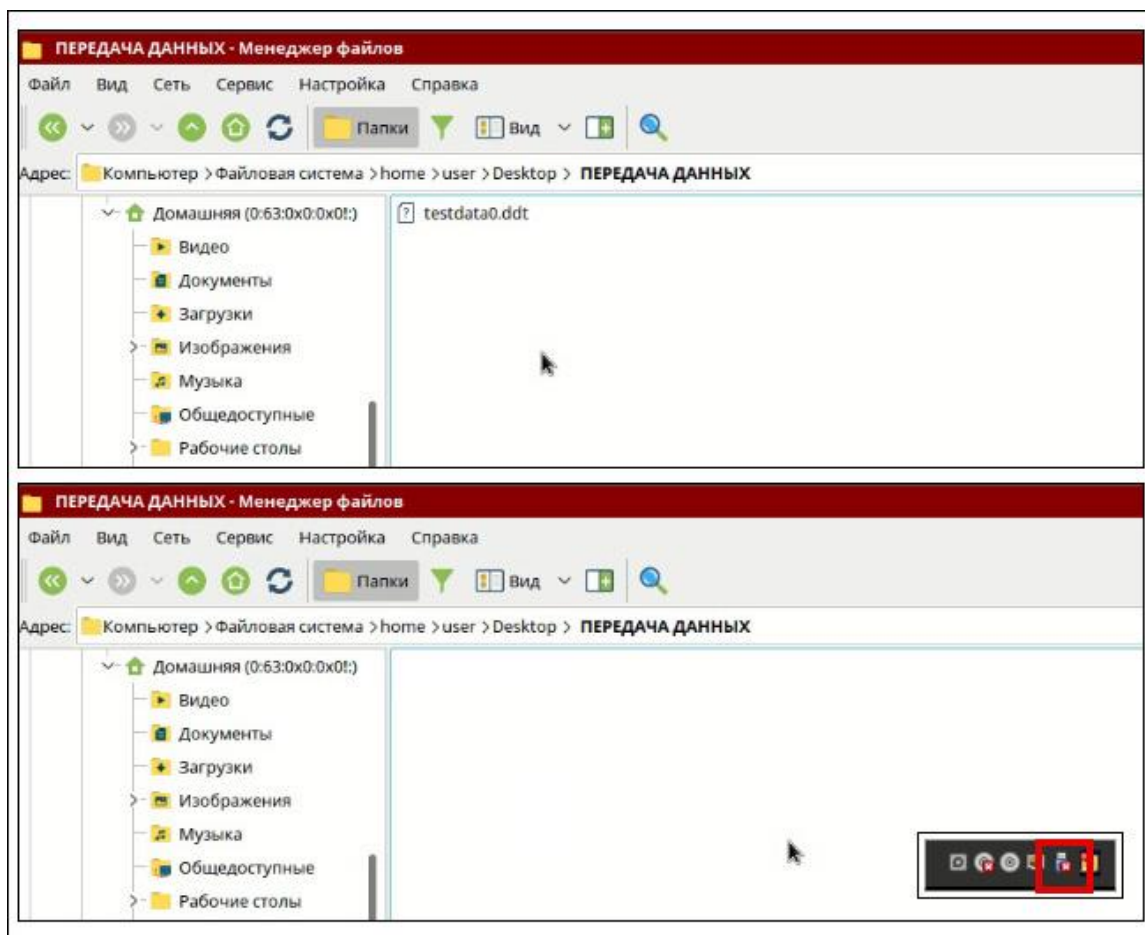 ПЕРЕДАЧА ДАННЫХ - Менеджер файлов
Файл Вид Сеть Сервис Настройка Справка
Папки Вид
Адрес: Компьютер > Файловая система > home > user > Desktop > ПЕРЕДАЧА ДАННЫХ
Домашняя (0:63:0x0:0x0!:) testdata0.ddt
Видео
Документы
Загрузки
Изображения
Музыка
Общедоступные
Рабочие столы
ПЕРЕДАЧА ДАННЫХ - Менеджер файлов
Файл Вид Сеть Сервис Настройка Справка
Папки Вид
Адрес: Компьютер > Файловая система > home > user > Desktop > ПЕРЕДАЧА ДАННЫХ
Домашняя (0:63:0x0:0x0!:)
Видео
Документы
Загрузки
Изображения
Музыка
Общедоступные
Рабочие столы